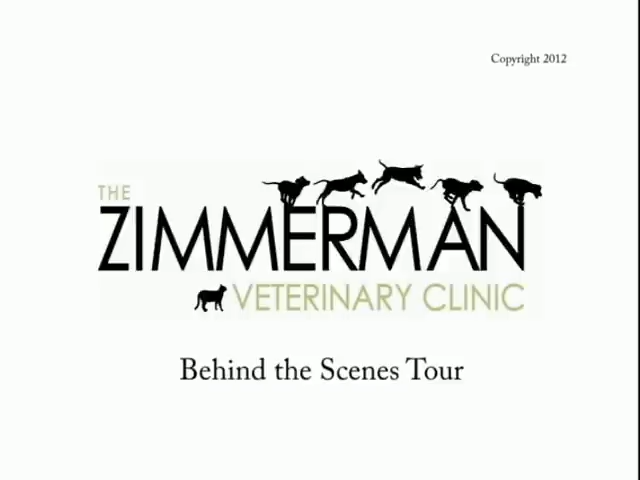 Copyright 2012
THE
ZIMMERMAN
VETERINARY CLINIC
Behind the Scenes Tour